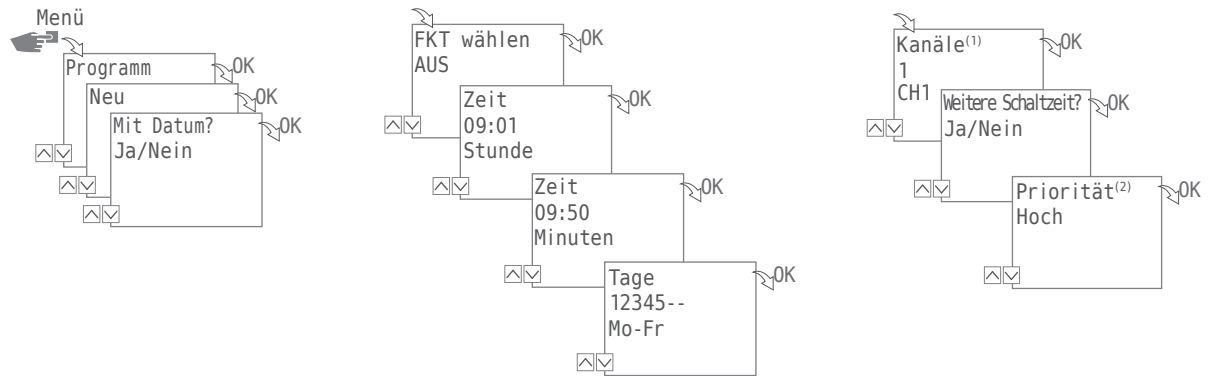 Menü
Programm
OK
Neu
OK
Mit Datum?
OK
Ja/Nein
FKT wählen
OK
AUS
Zeit
OK
09:01
Stunde
Zeit
OK
09:50
Minuten
Tage
OK
12345--
Mo-Fr
Kanäle(1)
OK
1
CH1
Weitere Schaltzeit?
OK
Ja/Nein
Priorität(2)
OK
Hoch